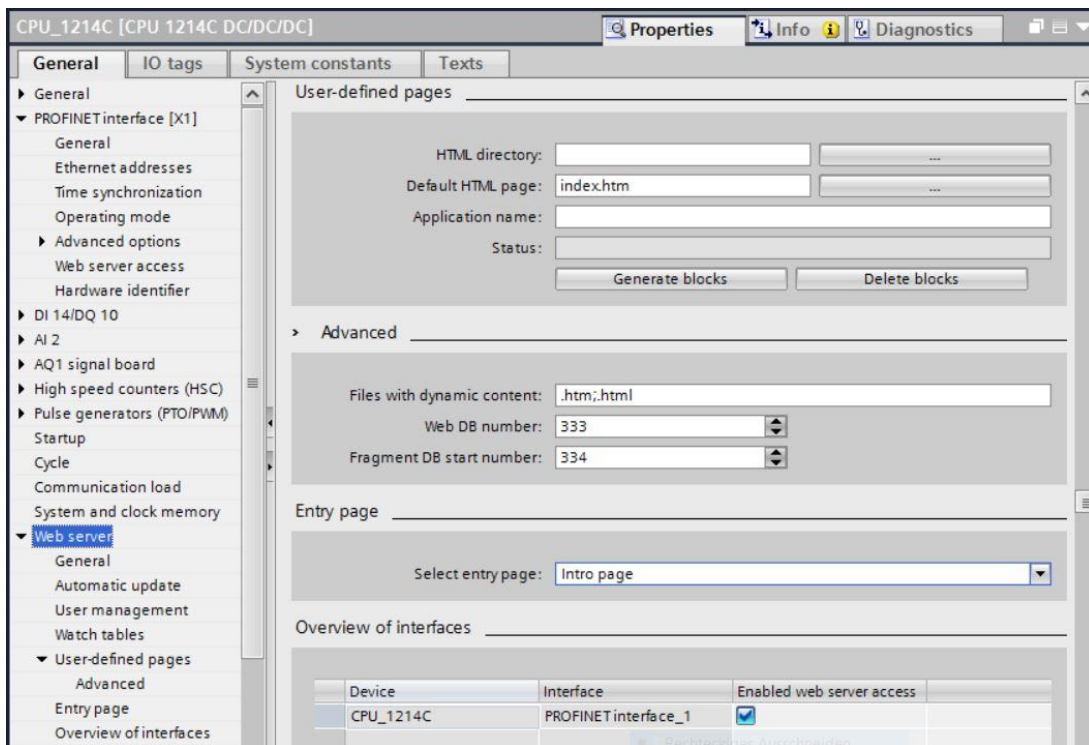 CPU_1214C [CPU 1214C DC/DC/DC]
Properties
Info
Diagnostics
General
IO tags
System constants
Texts
General
PROFINET interface [X1]
General
Ethernet addresses
Time synchronization
Operating mode
Advanced options
Web server access
Hardware identifier
DI 14/DQ 10
AI 2
AQ1 signal board
High speed counters (HSC)
Pulse generators (PTO/PWM)
Startup
Cycle
Communication load
System and clock memory
Web server
General
Automatic update
User management
Watch tables
User-defined pages
Advanced
Entry page
Overview of interfaces
User-defined pages
HTML directory:
...
Default HTML page: index.htm
...
Application name:
Status:
Generate blocks
Delete blocks
Advanced
Files with dynamic content: .htm;.html
Web DB number: 333
Fragment DB start number: 334
Entry page
Select entry page: Intro page
Overview of interfaces
Device Interface Enabled web server access
CPU_1214C PROFINET interface_1
Rechteckiges Ausschneiden